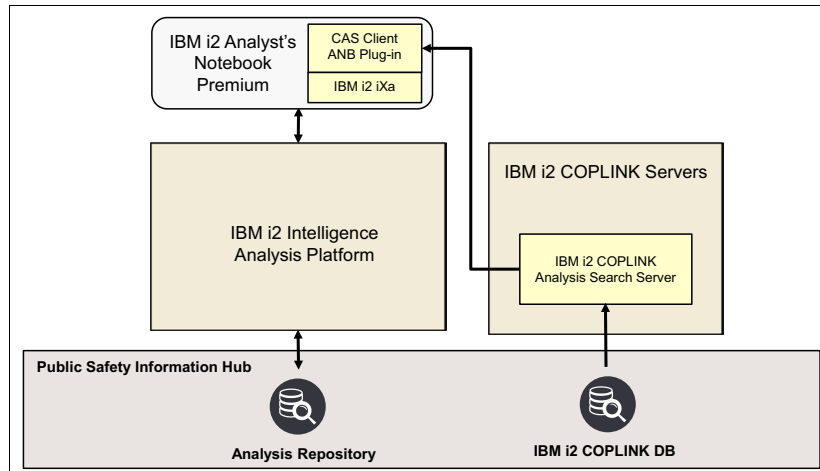 IBM i2 Analyst's
Notebook
Premium
CAS Client
ANB Plug-in
IBM i2 iXa
IBM i2 Intelligence
Analysis Platform
IBM i2 COPLINK Servers
IBM i2 COPLINK
Analysis Search Server
Public Safety Information Hub
Analysis Repository
IBM i2 COPLINK DB